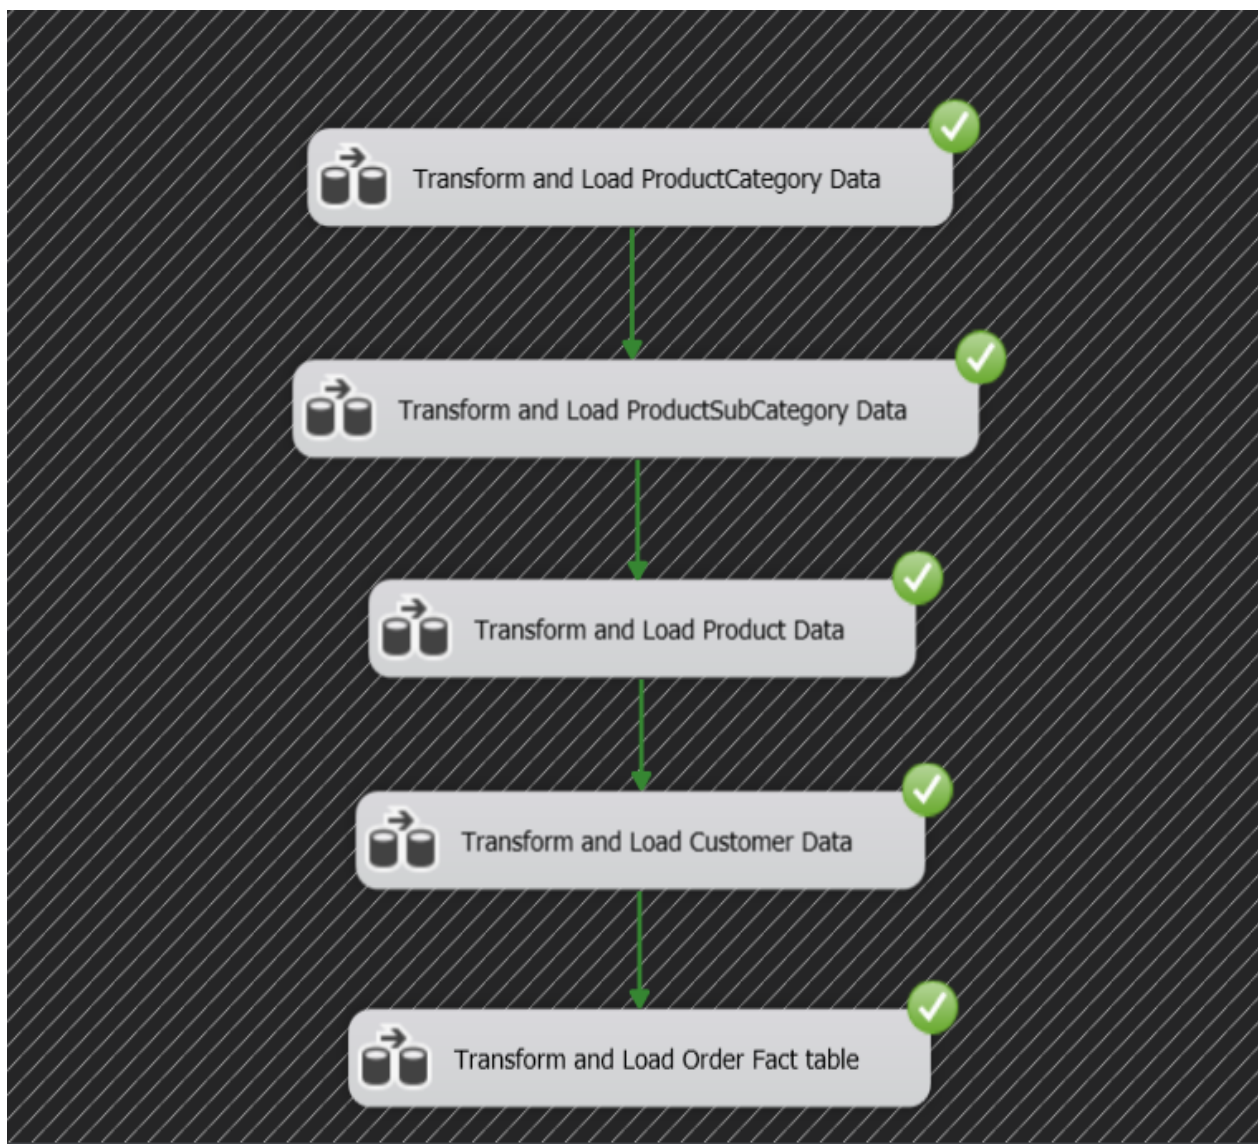 Transform and Load ProductCategory Data
Transform and Load ProductSubCategory Data
Transform and Load Product Data
Transform and Load Customer Data
Transform and Load Order Fact table